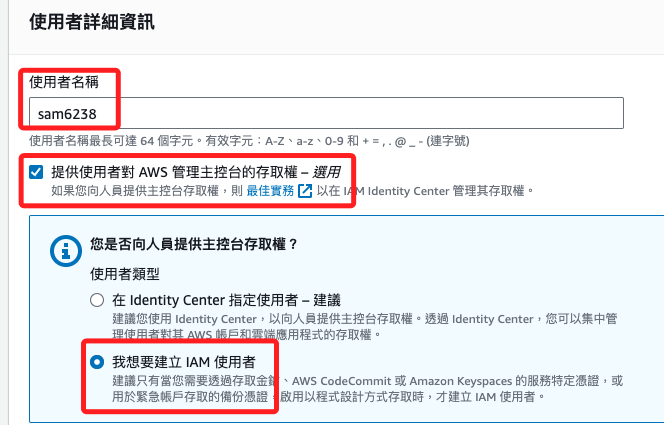 使用者詳細資訊
使用者名稱
sam6238
使用者名稱最長可達 64 個字元。有效字元：A-Z、a-z、0-9 和 + = , . @ _ - (連字號)
提供使用者對 AWS 管理主控台的存取權 – 選用
如果您向人員提供主控台存取權，則 最佳實務 以在 IAM Identity Center 管理其存取權。
您是否向人員提供主控台存取權？
使用者類型
在 Identity Center 指定使用者 – 建議
建議您使用 Identity Center，以向人員提供主控台存取權。透過 Identity Center，您可以集中管
理使用者對其 AWS 帳戶和雲端應用程式的存取權。
我想要建立 IAM 使用者
建議只有當您需要透過存取金鑰、AWS CodeCommit 或 Amazon Keyspaces 的服務特定憑證，或
用於緊急帳戶存取的備份憑證，啟用以程式設計方式存取時，才建立 IAM 使用者。